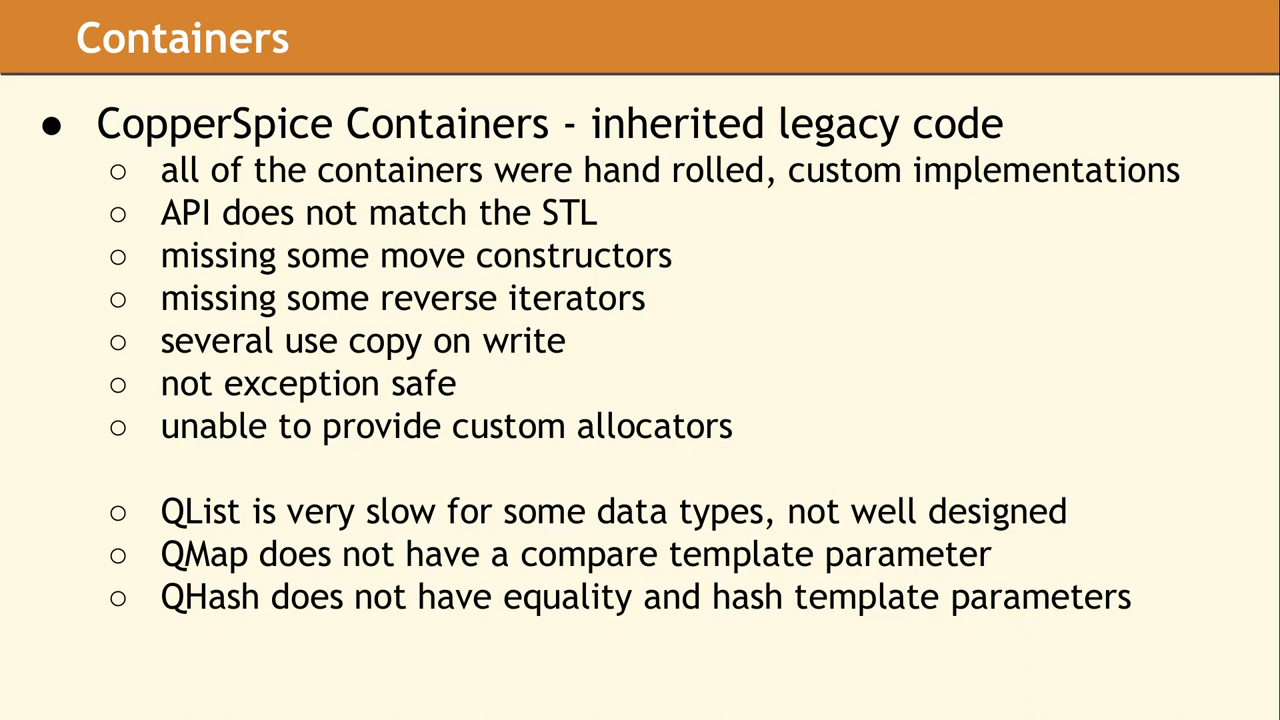 Containers
● CopperSpice Containers - inherited legacy code
○ all of the containers were hand rolled, custom implementations
○ API does not match the STL
○ missing some move constructors
○ missing some reverse iterators
○ several use copy on write
○ not exception safe
○ unable to provide custom allocators
○ QList is very slow for some data types, not well designed
○ QMap does not have a compare template parameter
○ QHash does not have equality and hash template parameters